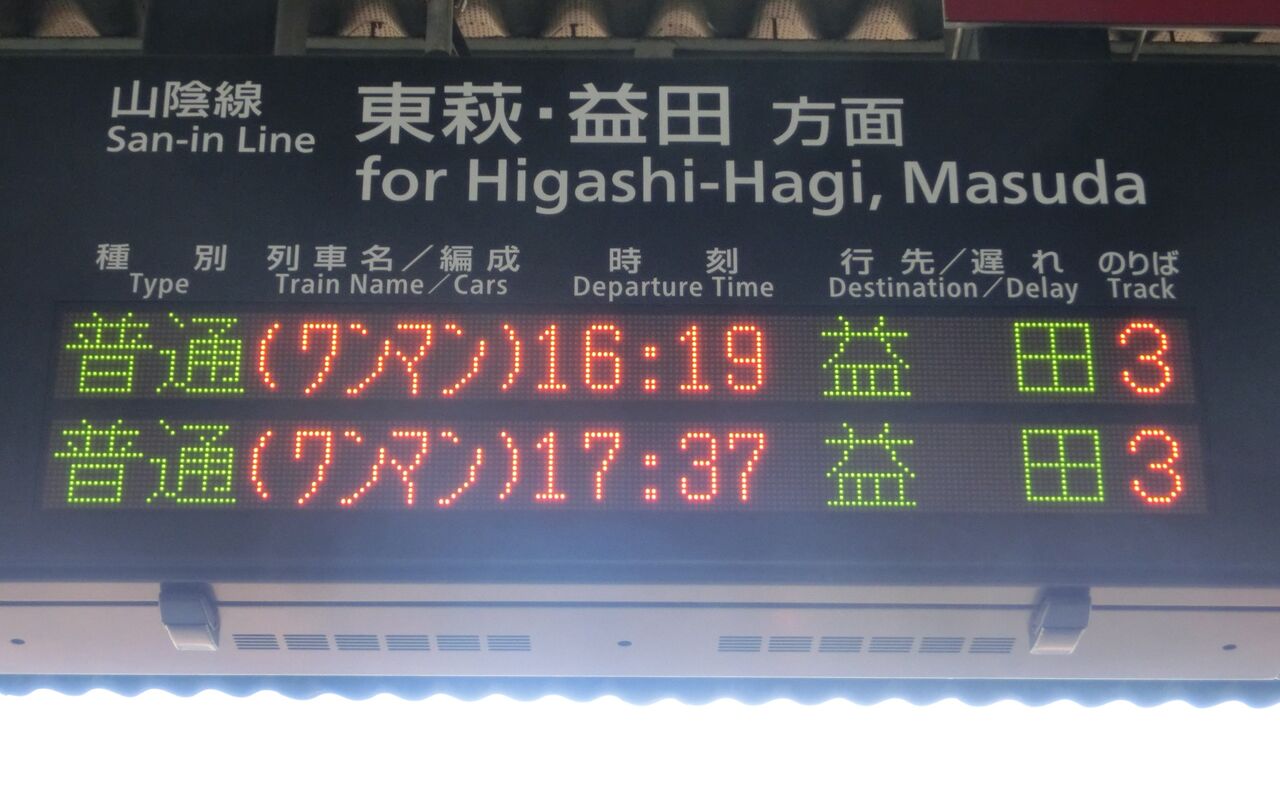 山陰線 東萩・益田 方面
San-in Line for Higashi-Hagi, Masuda
種別 列車名／編成 時刻 行先／遅れ のりば
Type Train Name／Cars Departure Time Destination／Delay Track
普通 (ワンマン) 16:19 益田 3
普通 (ワンマン) 17:37 益田 3